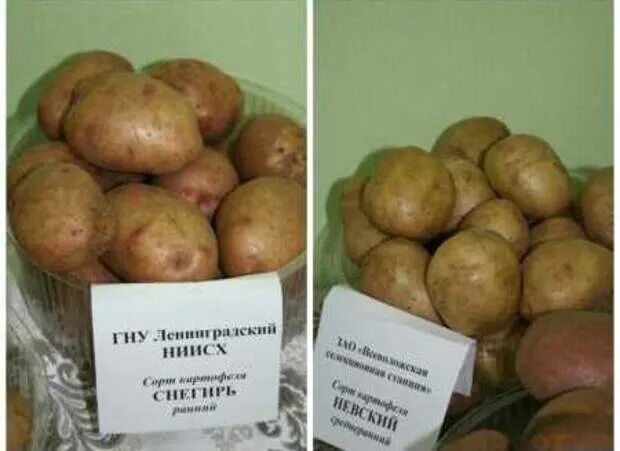 ГНУ Ленинградский
НИИСХ
Сорт картофеля
СНЕГИРЬ
ранний
ЗАО «Всеволожская
селекционная станция»
Сорт картофеля
НЕВСКИЙ
среднеранний